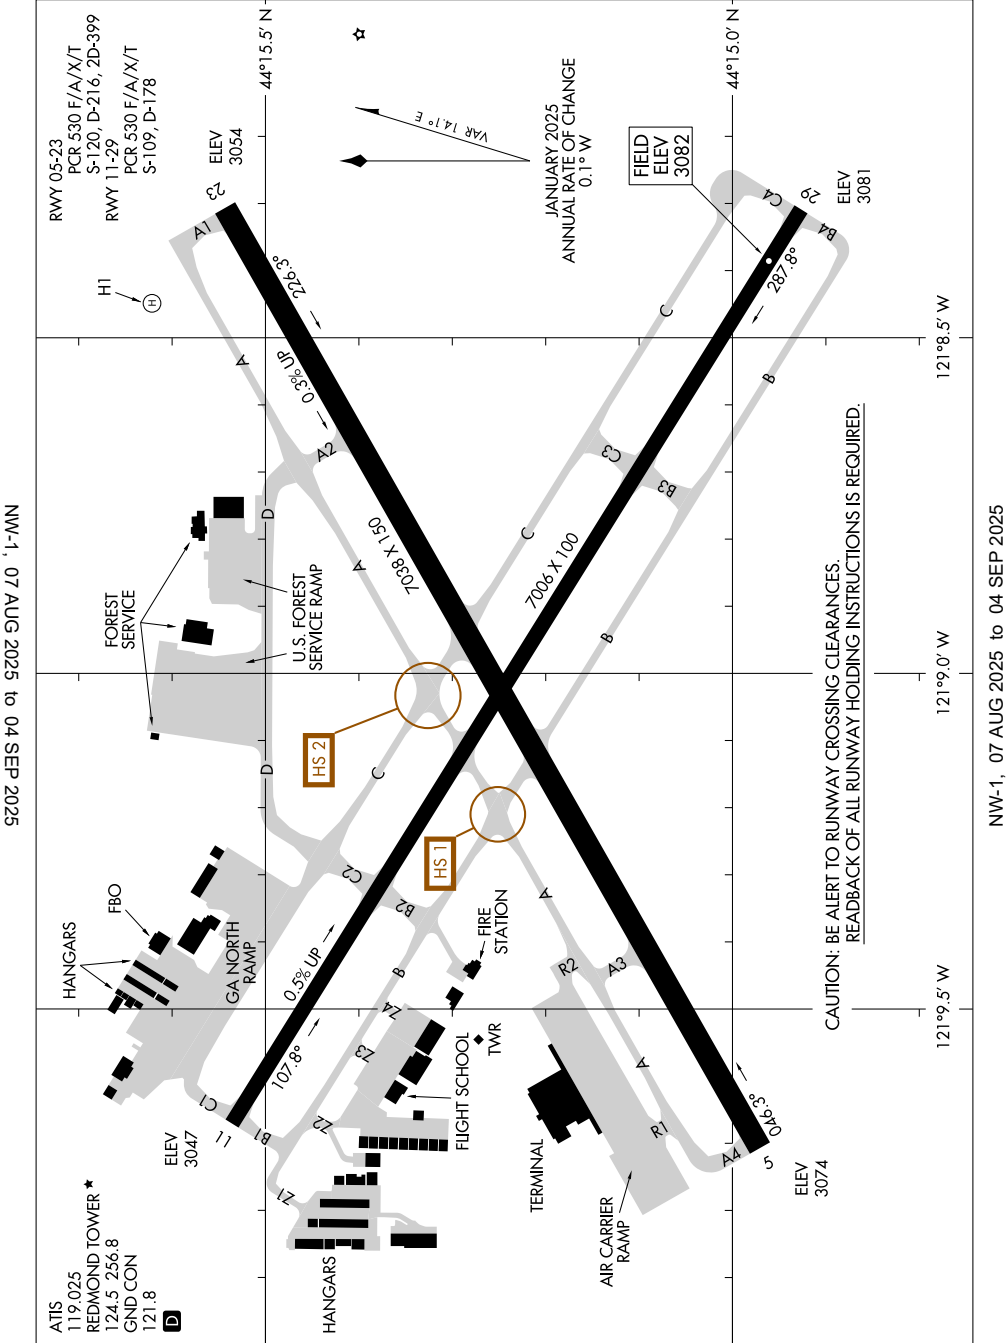 ATIS
119.025
REDMOND TOWER★
124.5 256.8
GND CON
121.8
D
RWY 05-23
PCR 530 F/A/X/T
S-120, D-216, 2D-399
RWY 11-29
PCR 530 F/A/X/T
S-109, D-178
44°15.5' N
44°15.0' N
121°8.5' W
121°9.0' W
121°9.5' W
VAR 14.1° E
JANUARY 2025
ANNUAL RATE OF CHANGE
0.1° W
FIELD
ELEV
3082
ELEV
3054
23
A1
226.3°
0.3% UP
H1
H
A
A2
A
7038 X 150
ELEV
3081
29
C4
B4
287.8°
C
B
C3
B3
C
7006 X 100
B
D
FOREST
SERVICE
U.S. FOREST
SERVICE RAMP
D
HS 2
HS 1
C
C2
B2
B
HANGARS
FBO
GA NORTH
RAMP
0.5% UP
107.8°
C1
11
B1
ELEV
3047
Z1
Z2
Z3
Z4
FIRE
STATION
TWR
FLIGHT SCHOOL
HANGARS
TERMINAL
AIR CARRIER
RAMP
A
R2
A3
A
R1
A4
046.3°
5
ELEV
3074
CAUTION: BE ALERT TO RUNWAY CROSSING CLEARANCES.
READBACK OF ALL RUNWAY HOLDING INSTRUCTIONS IS REQUIRED.
NW-1, 07 AUG 2025 to 04 SEP 2025
NW-1, 07 AUG 2025 to 04 SEP 2025